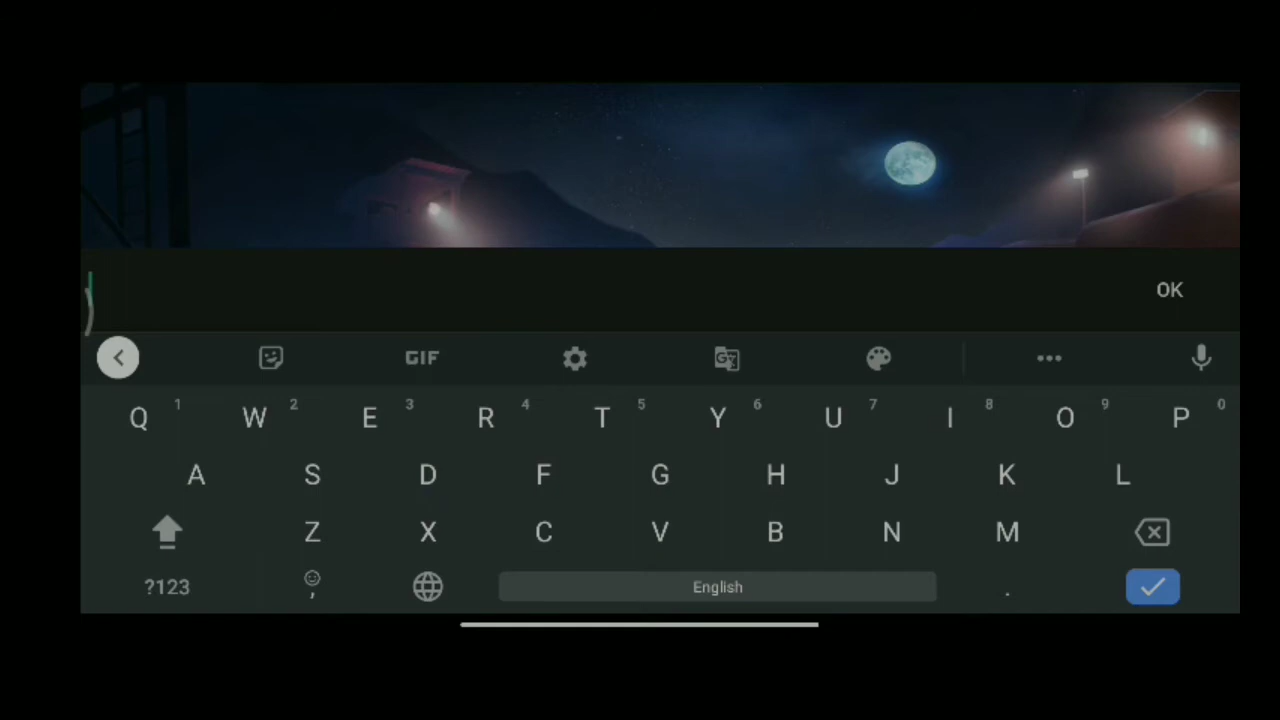 OK
GIF
Q 1 W 2 E 3 R 4 T 5 Y 6 U 7 I 8 O 9 P 0
A S D F G H J K L
Z X C V B N M
?123 , English .